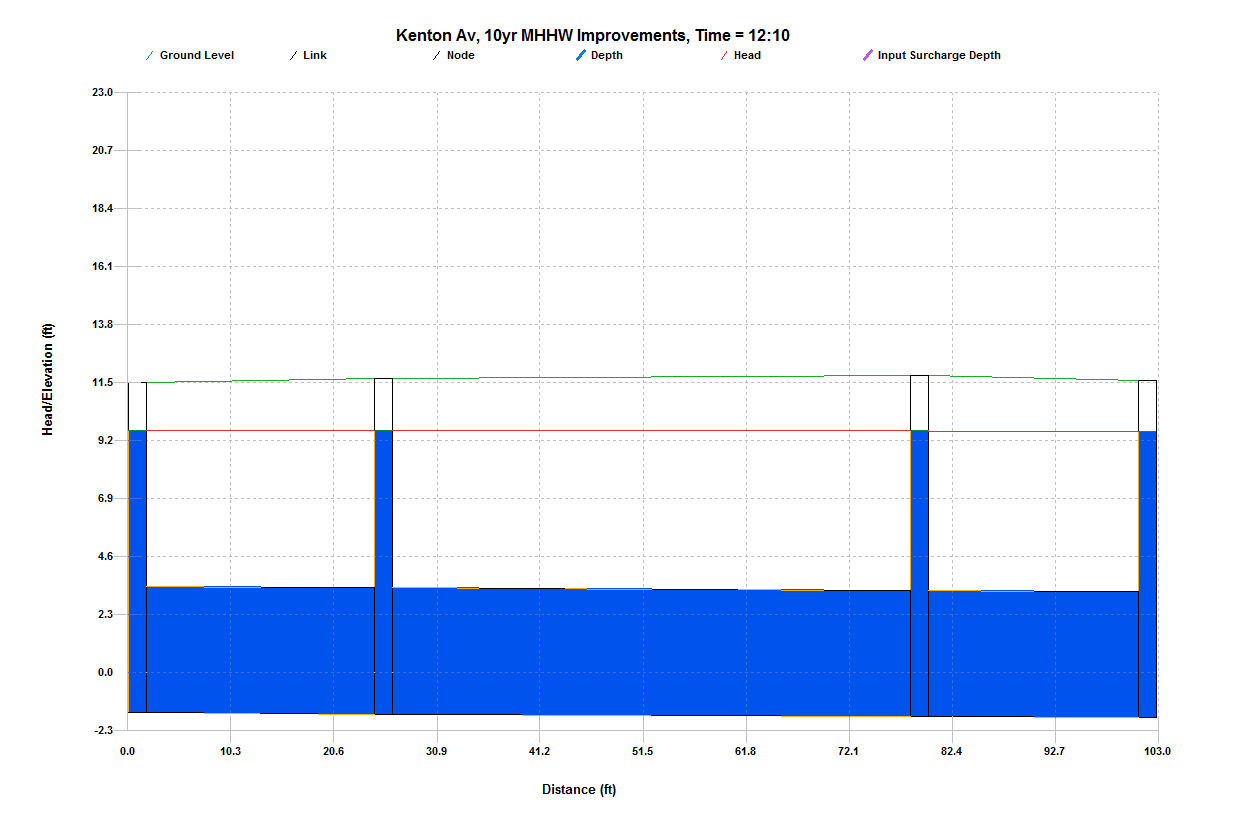 Kenton Av, 10yr MHHW Improvements, Time = 12:10
Ground Level Link Node Depth Head Input Surcharge Depth
23.0
20.7
18.4
16.1
13.8
11.5
9.2
6.9
4.6
2.3
0.0
-2.3
Head/Elevation (ft)
0.0 10.3 20.6 30.9 41.2 51.5 61.8 72.1 82.4 92.7 103.0
Distance (ft)